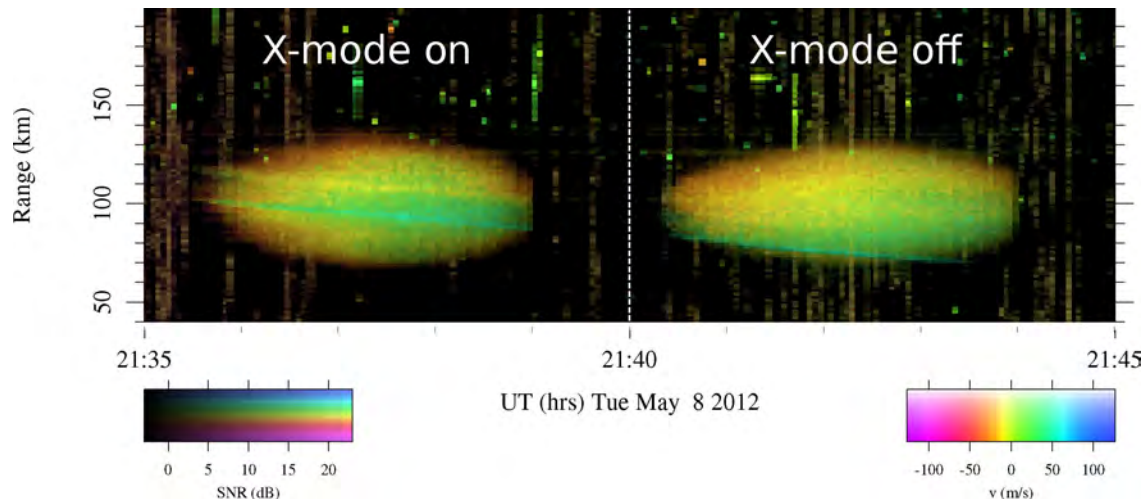 X-mode on
X-mode off
Range (km)
150
100
50
21:35
21:40
21:45
UT (hrs) Tue May 8 2012
0 5 10 15 20
SNR (dB)
-100 -50 0 50 100
v (m/s)